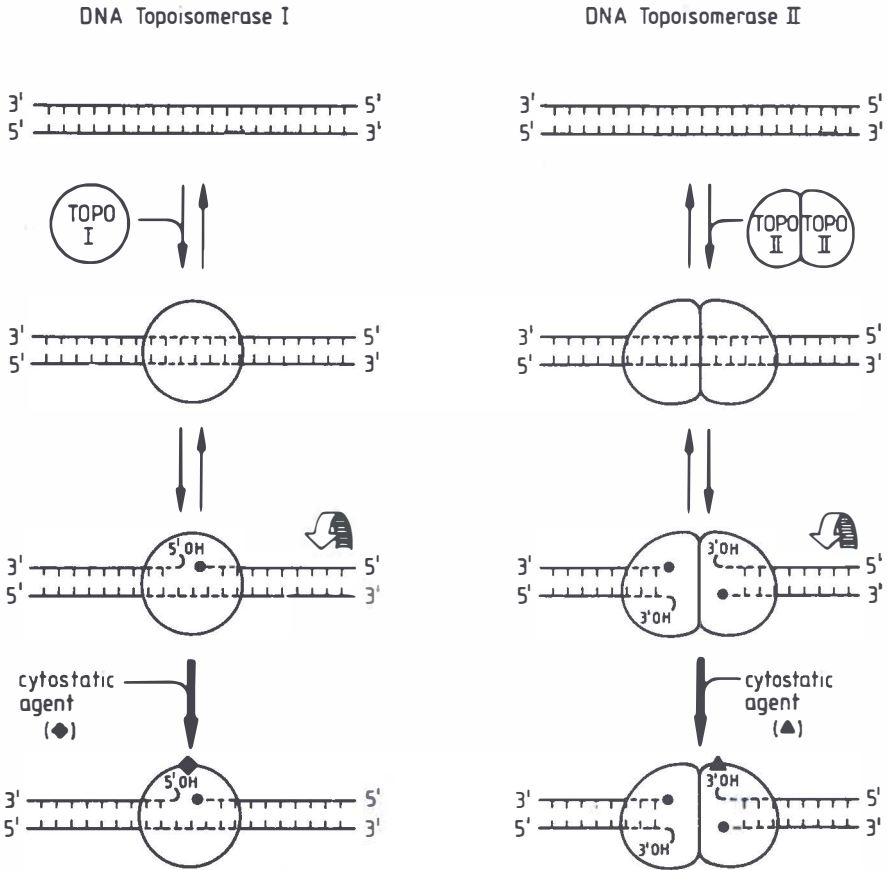 DNA Topoisomerase I
DNA Topoisomerase II
3' 5'
5' 3'
3' 5'
5' 3'
TOPO
I
TOPO TOPO
II II
3' 5'
5' 3'
3' 5'
5' 3'
5'OH
3' 5'
5' 3'
3'OH
3' 5'
5' 3'
3'OH
cytostatic
agent
(◆)
cytostatic
agent
(▲)
5'OH
3' 5'
5' 3'
3'OH
3' 5'
5' 3'
3'OH